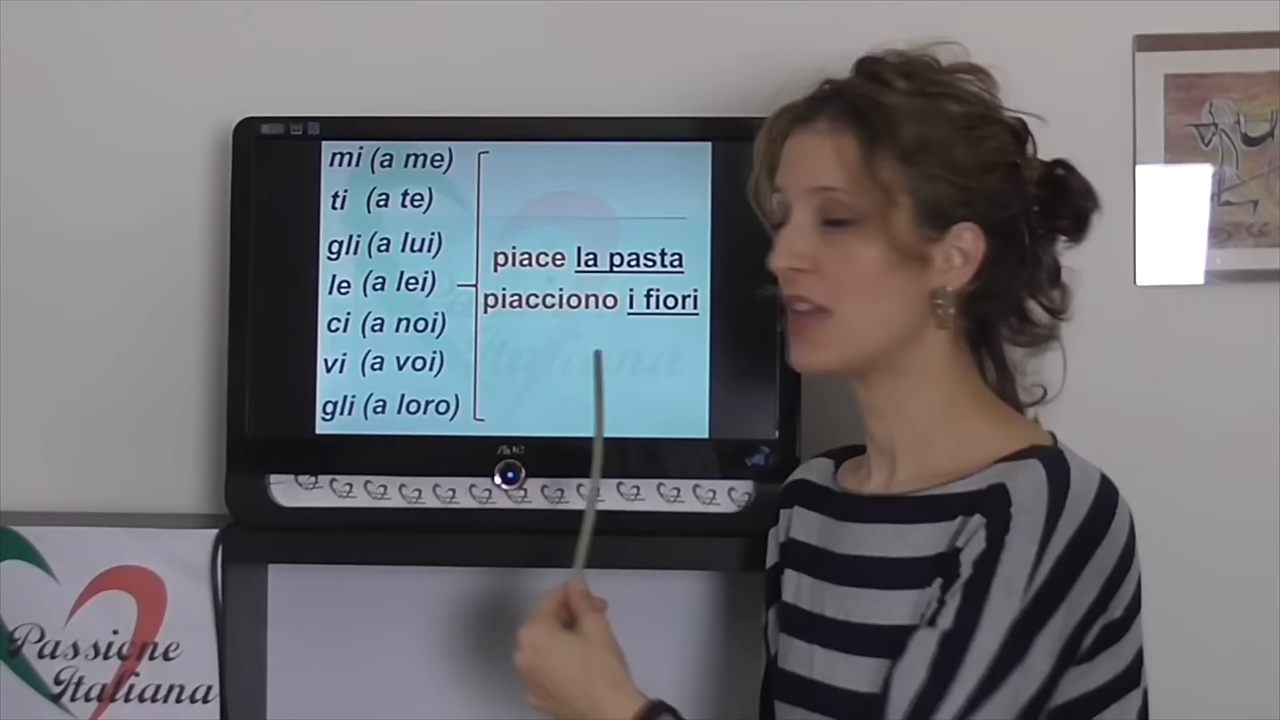 mi (a me)
ti (a te)
gli (a lui)
le (a lei)
ci (a noi)
vi (a voi)
gli (a loro)
piace la pasta
piacciono i fiori
Passione
Italiana